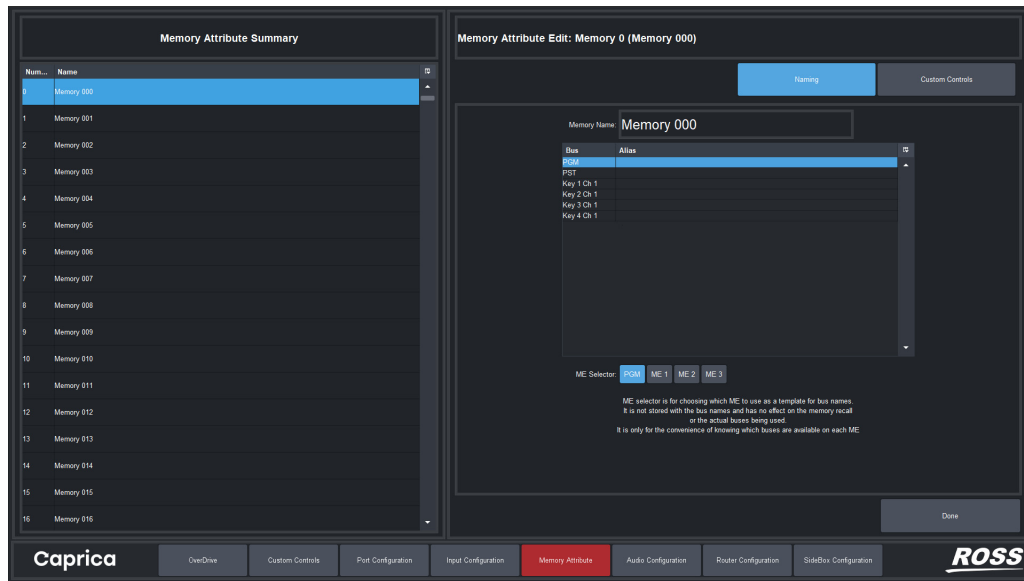 Memory Attribute Summary
Num... Name
0 Memory 000
1 Memory 001
2 Memory 002
3 Memory 003
4 Memory 004
5 Memory 005
6 Memory 006
7 Memory 007
8 Memory 008
9 Memory 009
10 Memory 010
11 Memory 011
12 Memory 012
13 Memory 013
14 Memory 014
15 Memory 015
16 Memory 016
Memory Attribute Edit: Memory 0 (Memory 000)
Naming Custom Controls
Memory Name: Memory 000
Bus Alias
PGM
PST
Key 1 Ch 1
Key 2 Ch 1
Key 3 Ch 1
Key 4 Ch 1
ME Selector: PGM ME 1 ME 2 ME 3
ME selector is for choosing which ME to use as a template for bus names.
It is not stored with the bus names and has no effect on the memory recall
or the actual buses being used.
It is only for the convenience of knowing which buses are available on each ME
Done
Caprica OverDrive Custom Controls Port Configuration Input Configuration Memory Attribute Audio Configuration Router Configuration SideBox Configuration ROSS